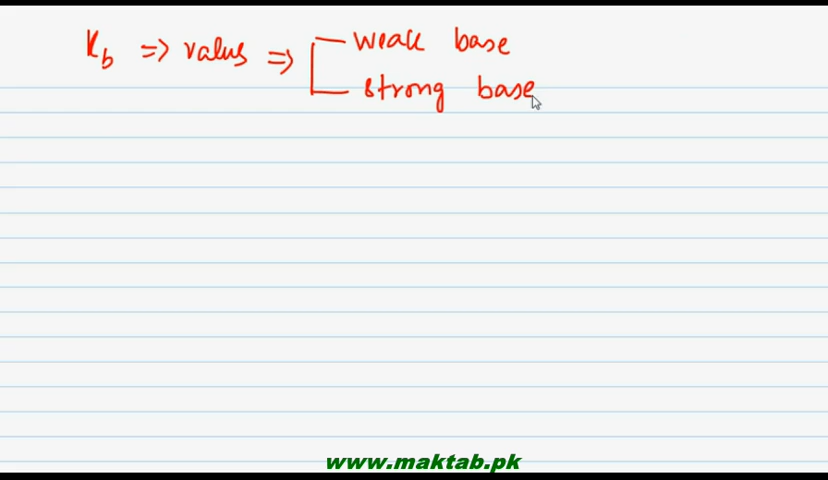 Kb => value => weak base
strong base
www.maktab.pk